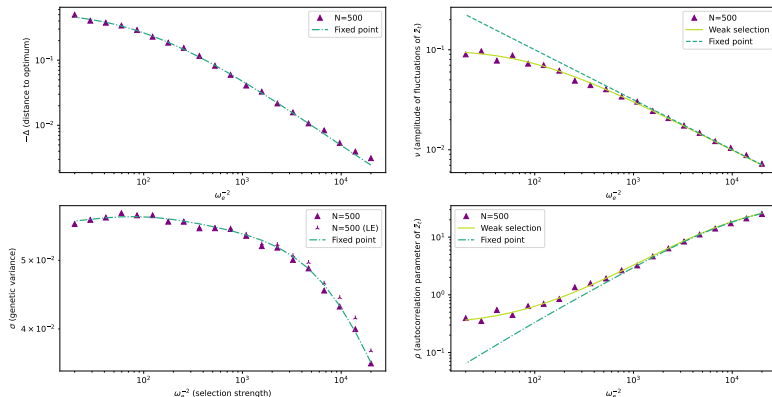 N=500
Fixed point
10⁻¹
10⁻²
10² 10³ 10⁴
ωₑ⁻²
−Δ (distance to optimum)
N=500
Weak selection
Fixed point
10⁻¹
10⁻²
10² 10³ 10⁴
ωₑ⁻²
ν (amplitude of fluctuations of z̄ₜ)
N=500
N=500 (LE)
Fixed point
5 × 10⁻²
4 × 10⁻²
10² 10³ 10⁴
ωₑ⁻² (selection strength)
σ (genetic variance)
N=500
Weak selection
Fixed point
10¹
10⁰
10⁻¹
10² 10³ 10⁴
ωₑ⁻²
ρ (autocorrelation parameter of z̄ₜ)